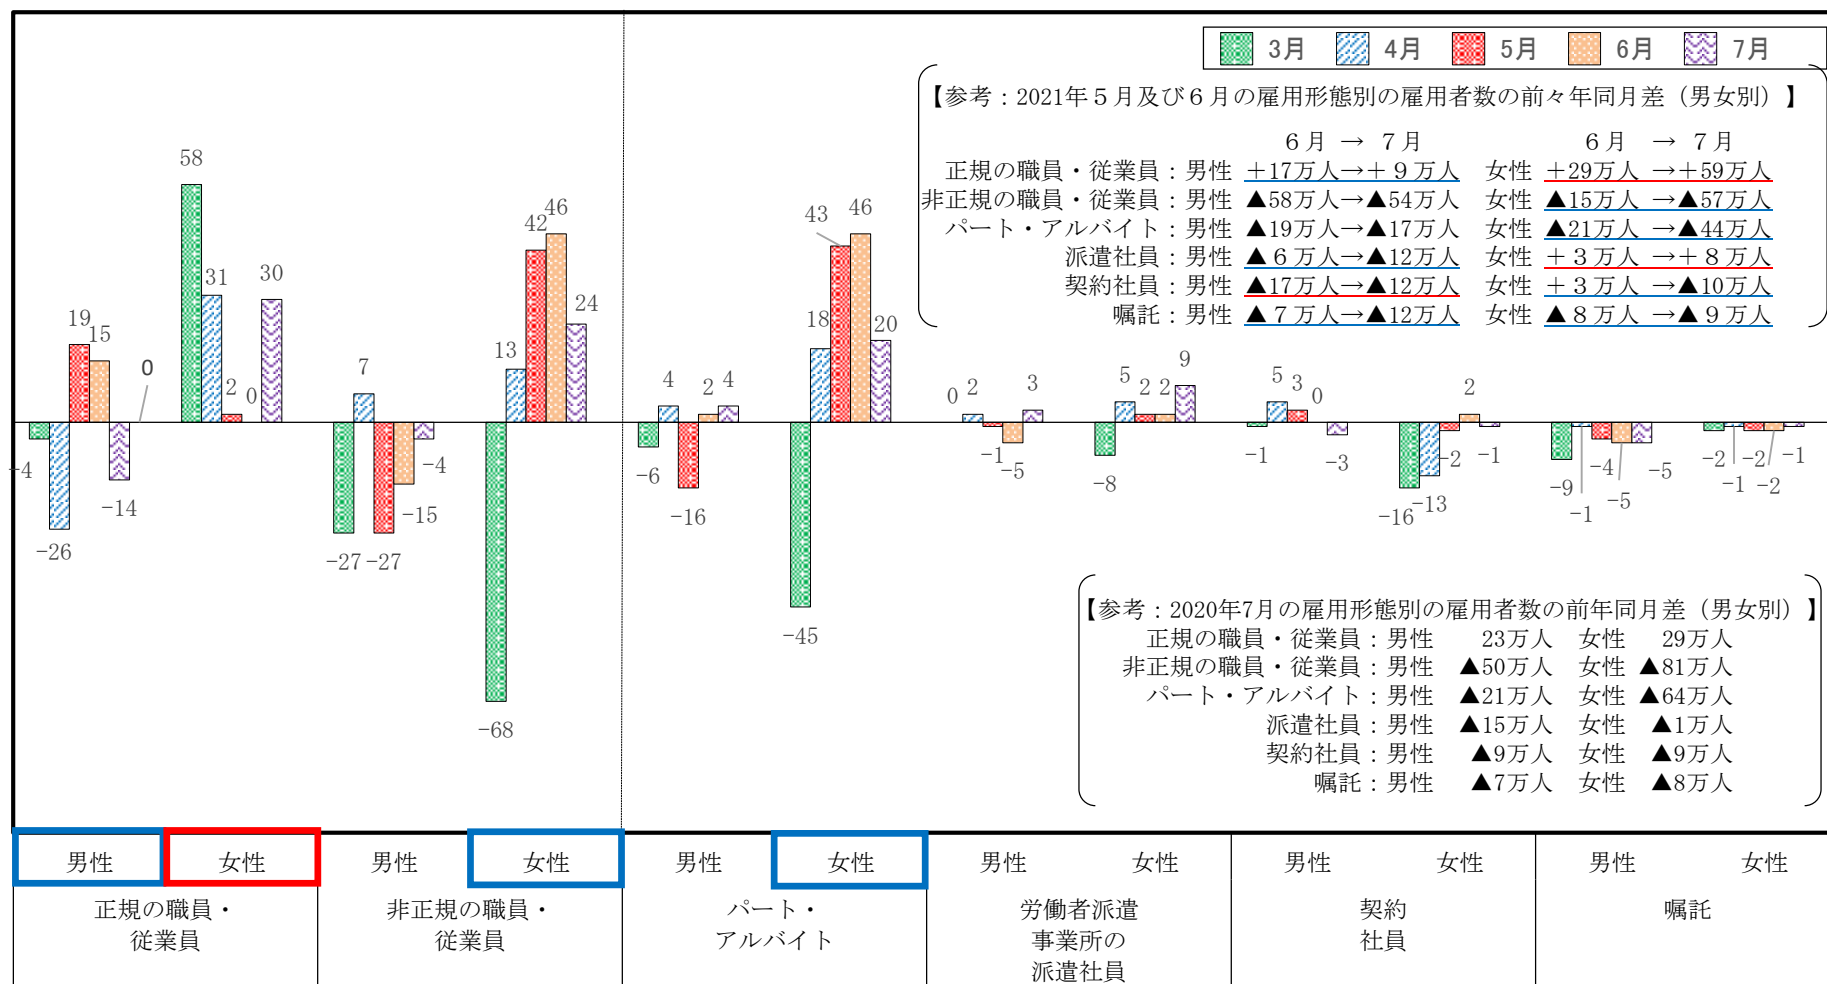 3月 4月 5月 6月 7月
【参考：2021年５月及び６月の雇用形態別の雇用者数の前々年同月差（男女別）】
６月 → ７月 ６月 → ７月
正規の職員・従業員：男性 ＋17万人→＋９万人 女性 ＋29万人 →＋59万人
非正規の職員・従業員：男性 ▲58万人→▲54万人 女性 ▲15万人 →▲57万人
パート・アルバイト：男性 ▲19万人→▲17万人 女性 ▲21万人 →▲44万人
派遣社員：男性 ▲６万人→▲12万人 女性 ＋３万人 →＋８万人
契約社員：男性 ▲17万人→▲12万人 女性 ＋３万人 →▲10万人
嘱託：男性 ▲７万人→▲12万人 女性 ▲８万人 →▲９万人
-4 -26 19 15 -14
0
58 31 2 0 30
-27 7 -27 -15 -4
-68 13 42 46 24
-6 4 -16 2 4
-45 18 43 46 20
0 2 -1 -5 3
-8 5 2 2 9
-1 5 3 0 -3
-16 -13 -2 2 -1
-9 -1 -4 -5 -5
-2 -1 -2 -2 -1
【参考：2020年7月の雇用形態別の雇用者数の前年同月差（男女別）】
正規の職員・従業員：男性 23万人 女性 29万人
非正規の職員・従業員：男性 ▲50万人 女性 ▲81万人
パート・アルバイト：男性 ▲21万人 女性 ▲64万人
派遣社員：男性 ▲15万人 女性 ▲1万人
契約社員：男性 ▲9万人 女性 ▲9万人
嘱託：男性 ▲7万人 女性 ▲8万人
男性 女性 男性 女性 男性 女性 男性 女性 男性 女性 男性 女性
正規の職員・
従業員
非正規の職員・
従業員
パート・
アルバイト
労働者派遣
事業所の
派遣社員
契約
社員
嘱託